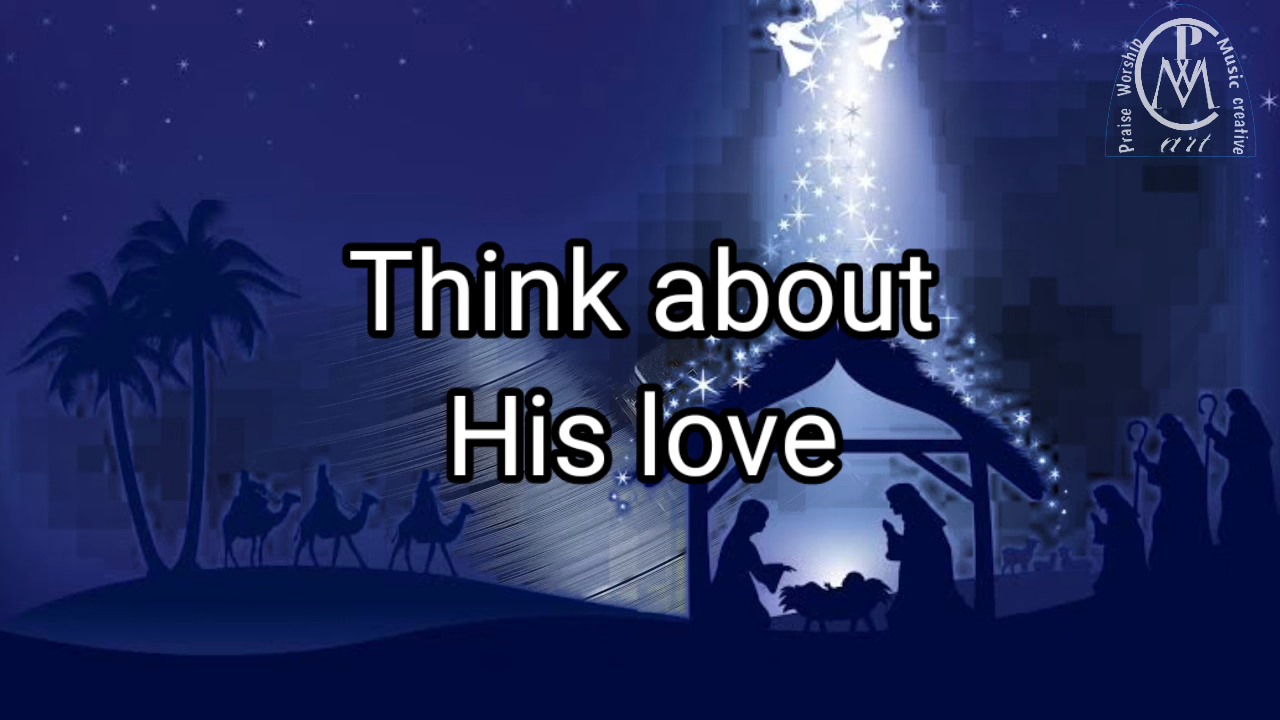 Think about
His love
Praise Worship
Music creative
art